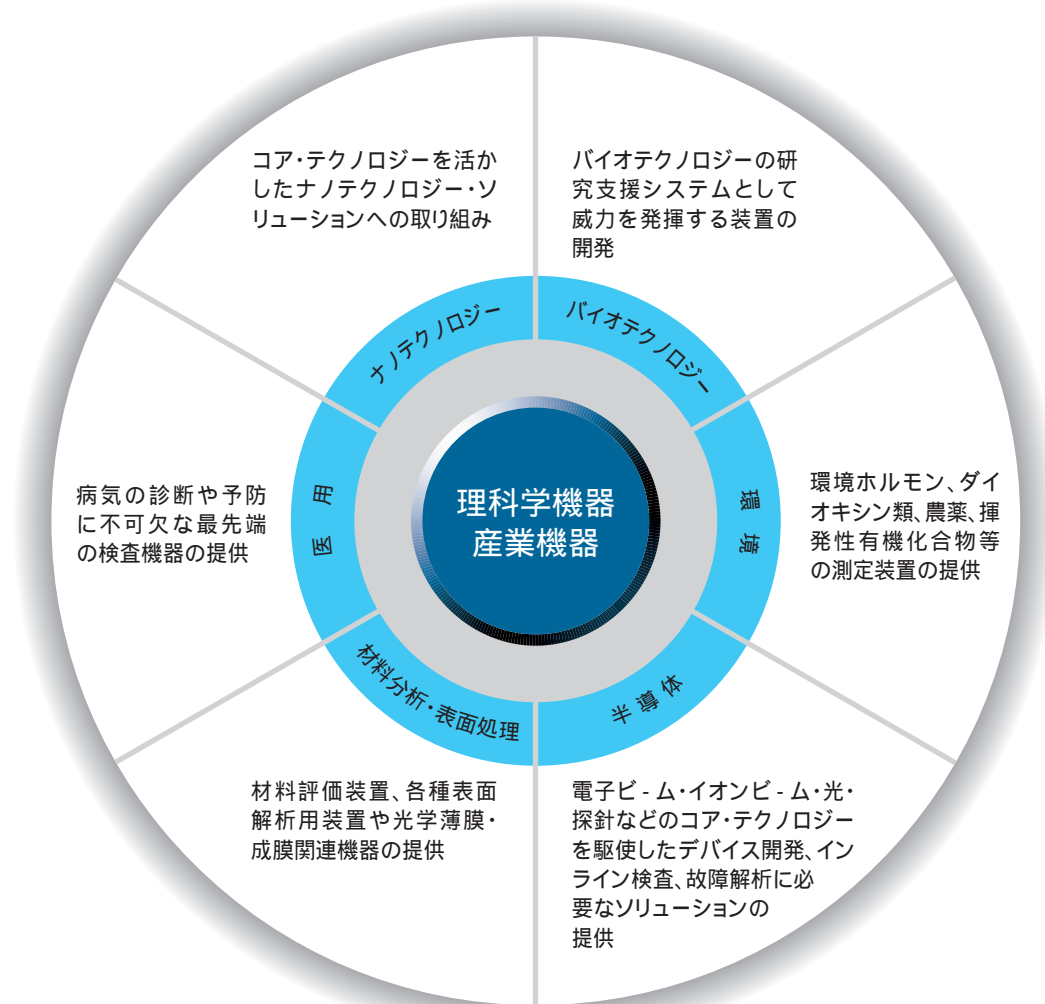 コア・テクノロジーを活か
したナノテクノロジー・ソ
リューションへの取り組み
バイオテクノロジーの研
究支援システムとして
威力を発揮する装置の
開発
ナノテクノロジー
バイオテクノロジー
病気の診断や予防
に不可欠な最先端
の検査機器の提供
医用
理科学機器
産業機器
環境
環境ホルモン、ダイ
オキシン類、農薬、揮
発性有機化合物等
の測定装置の提供
材料分析・表面処理
半導体
材料評価装置、各種表面
解析用装置や光学薄膜・
成膜関連機器の提供
電子ビ-ム・イオンビ-ム・光・
探針などのコア・テクノロジー
を駆使したデバイス開発、イン
ライン検査、故障解析に必
要なソリューションの
提供